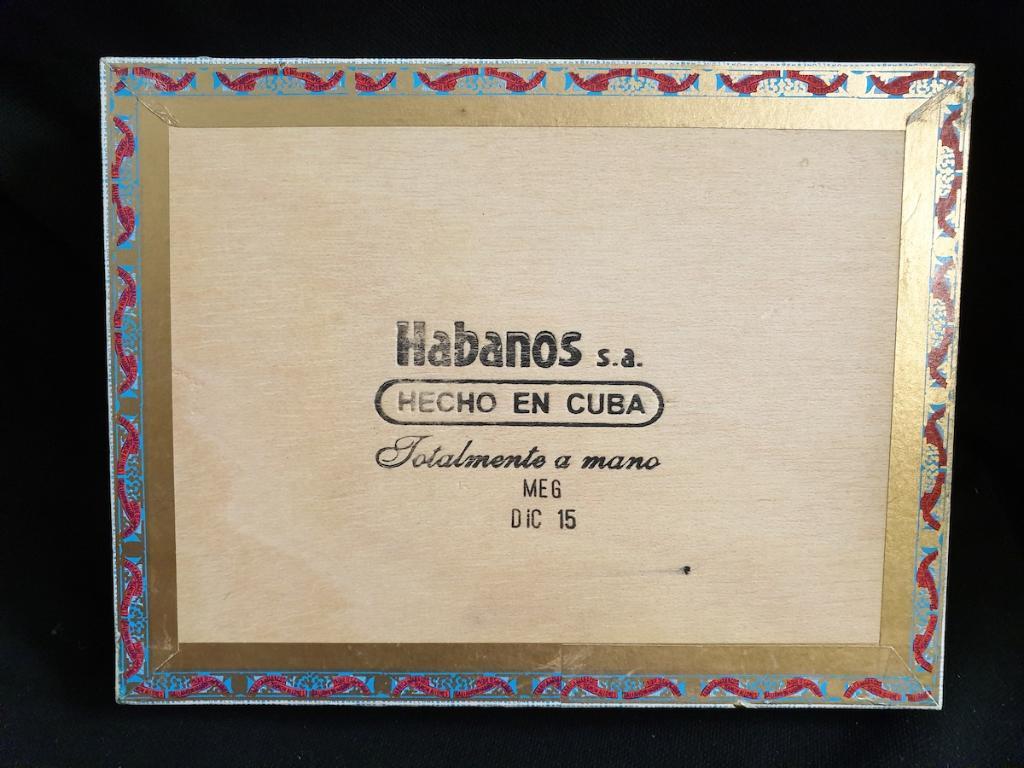 Habanos s.a.
HECHO EN CUBA
Totalmente a mano
MEG
DIC 15